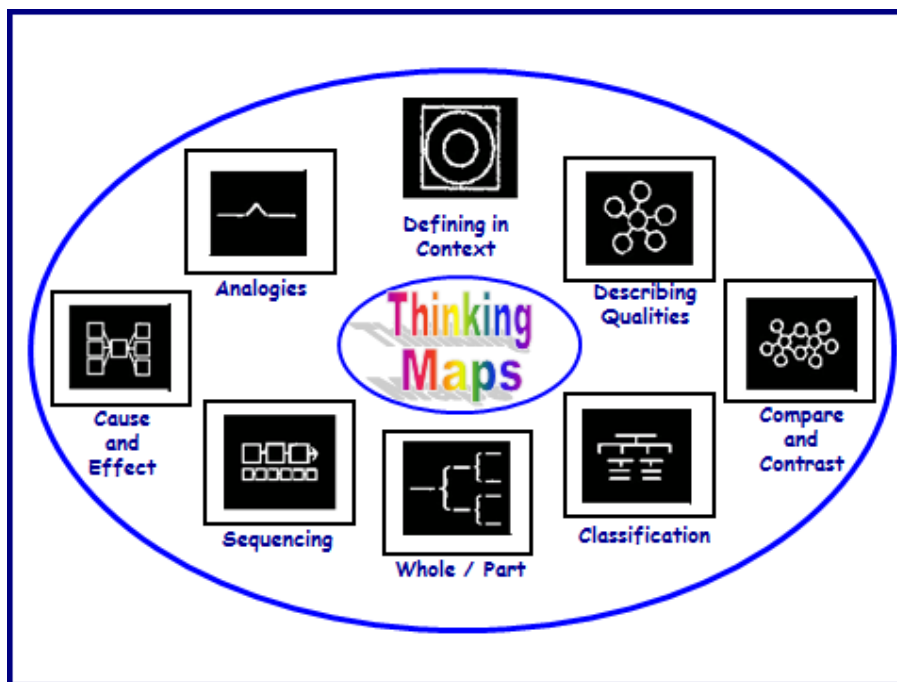 Defining in
Context
Analogies
Describing
Qualities
Thinking
Maps
Cause
and
Effect
Compare
and
Contrast
Sequencing
Classification
Whole / Part